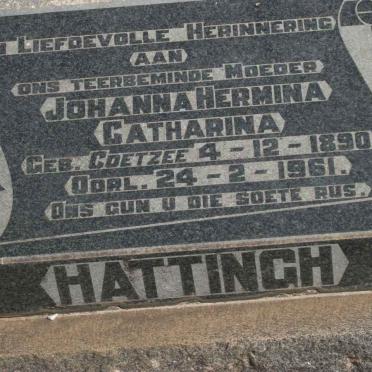 LIEFDEVOLLE HERINNERING
AAN
ONS TEERBEMINDE MOEDER
JOHANNA HERMINA
CATHARINA
GEB. COETZEE 4-12-1890
OORL. 24-2-1961.
ONS GUN U DIE SOETE RUS.
HATTINGH